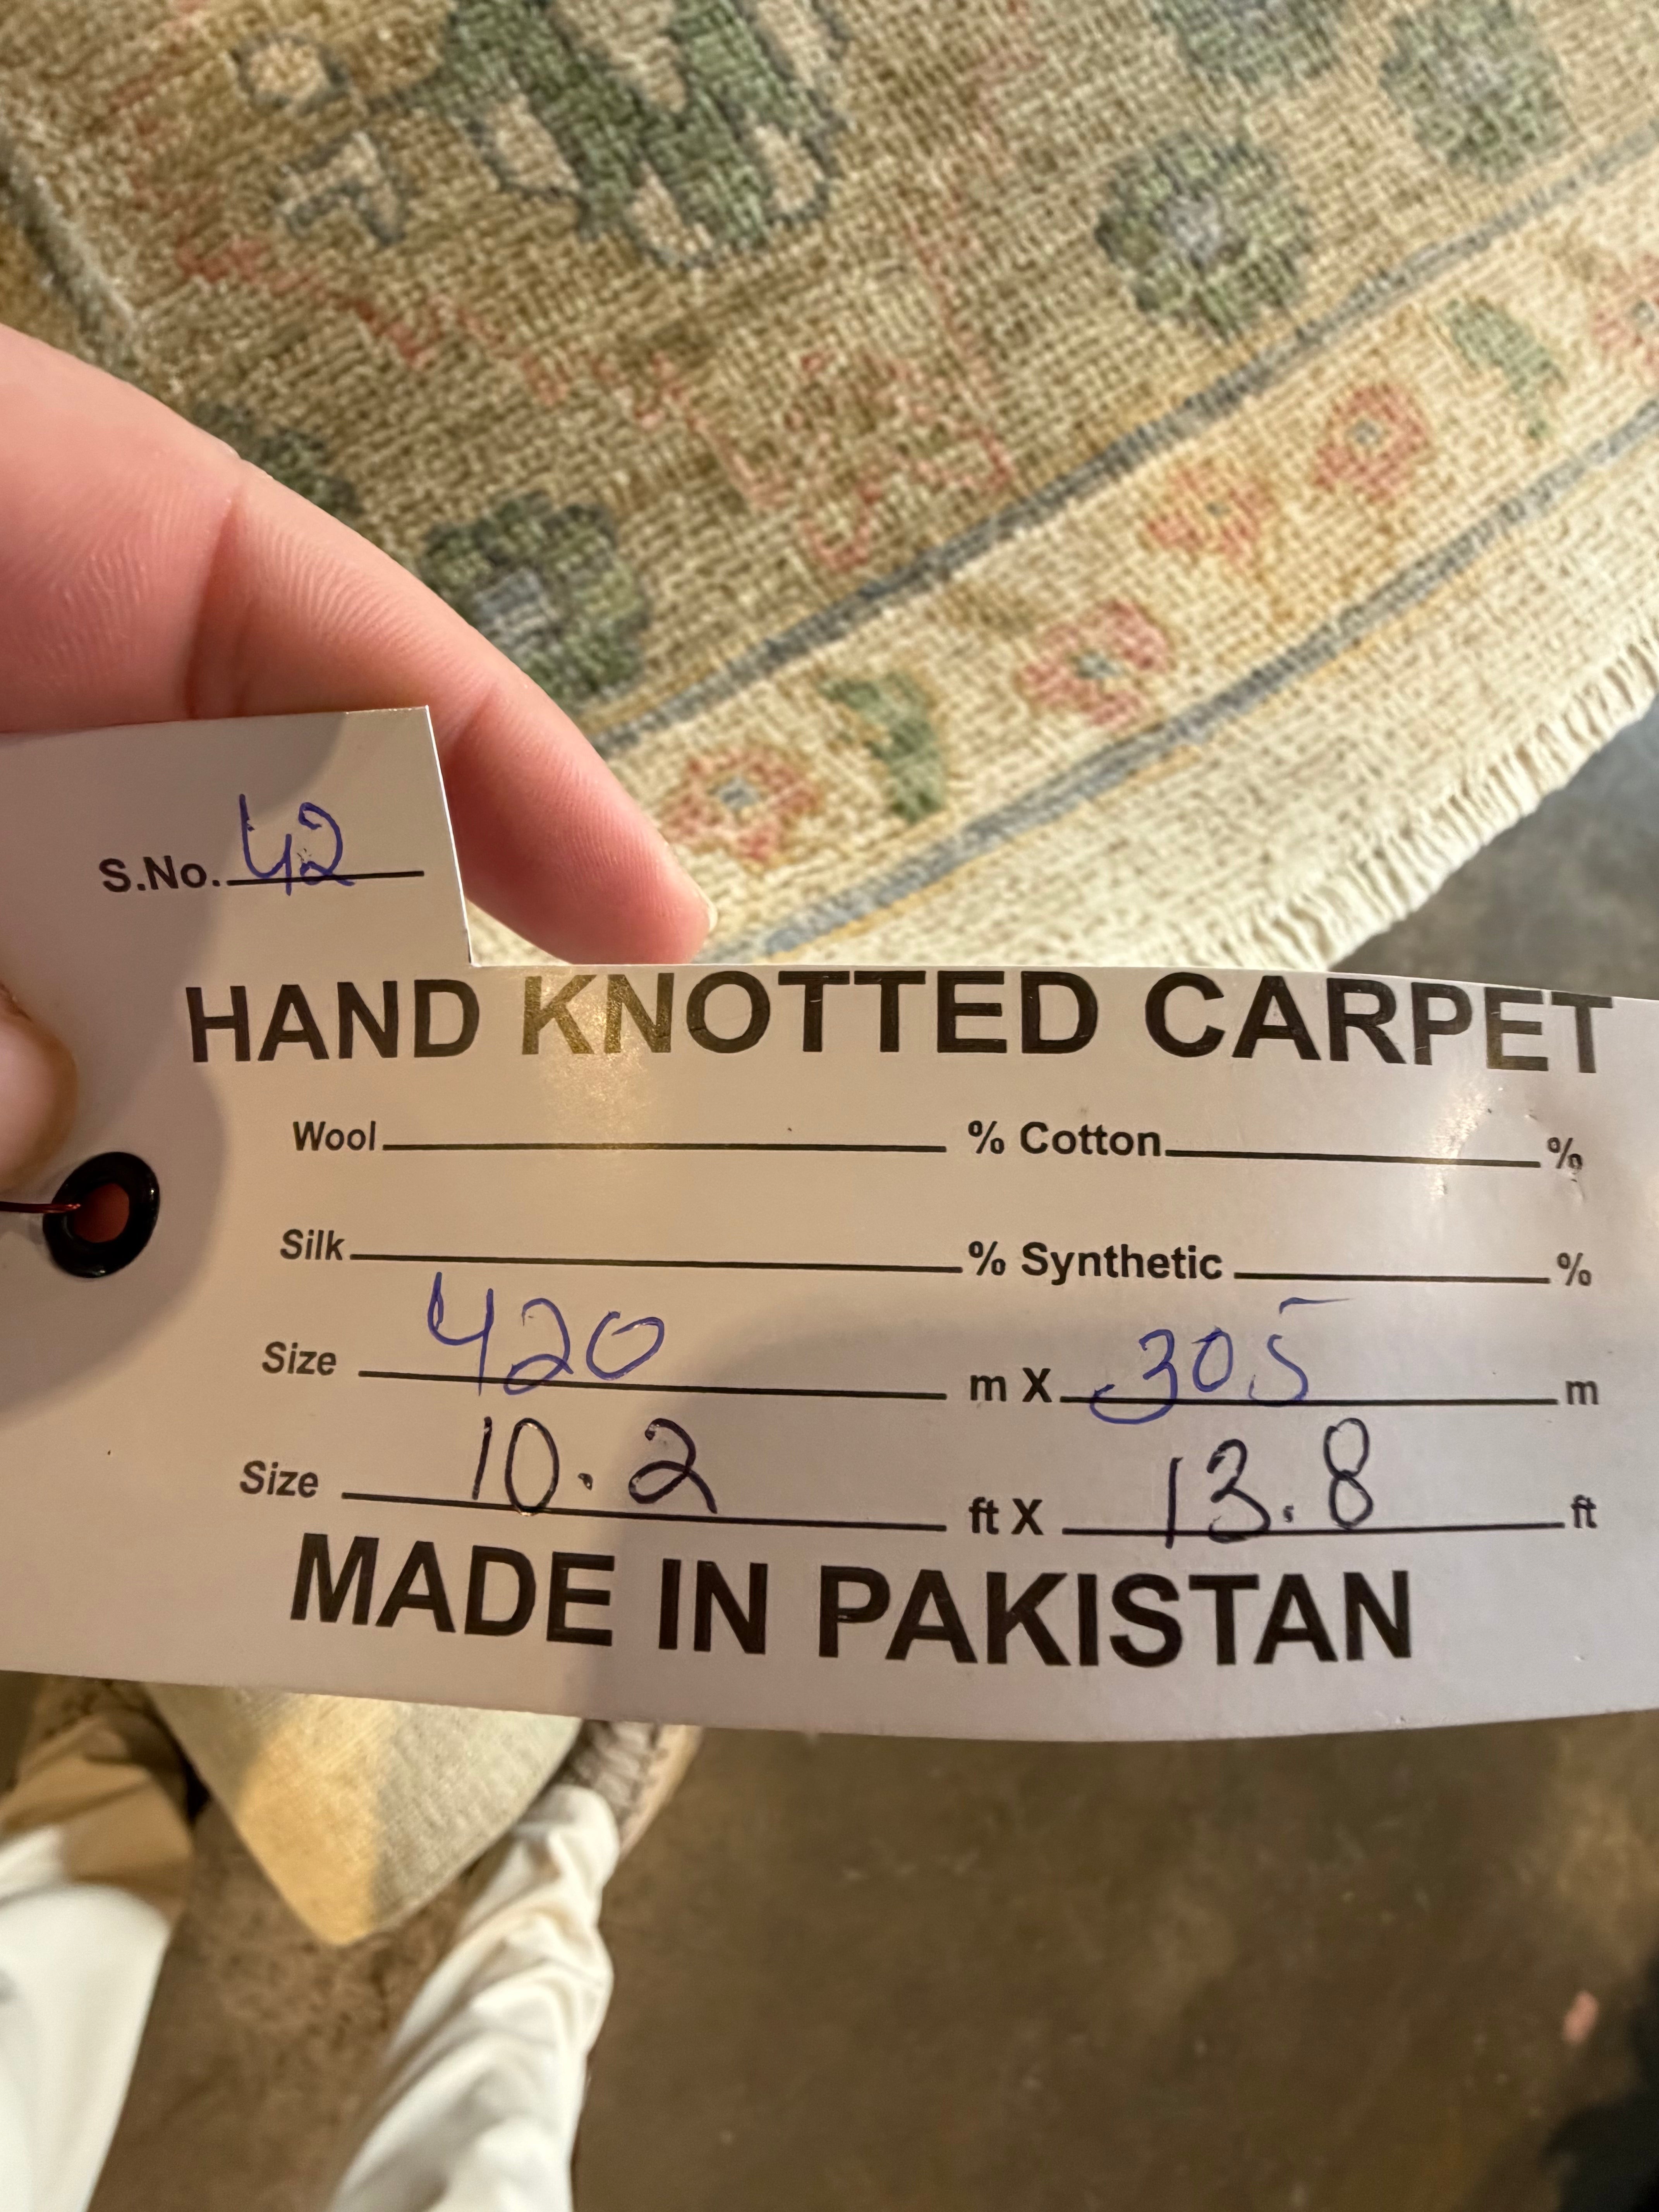 S.No. 42
HAND KNOTTED CARPET
Wool % Cotton %
Silk % Synthetic %
Size 420 m X 305 m
Size 10.2 ft X 13.8 ft
MADE IN PAKISTAN